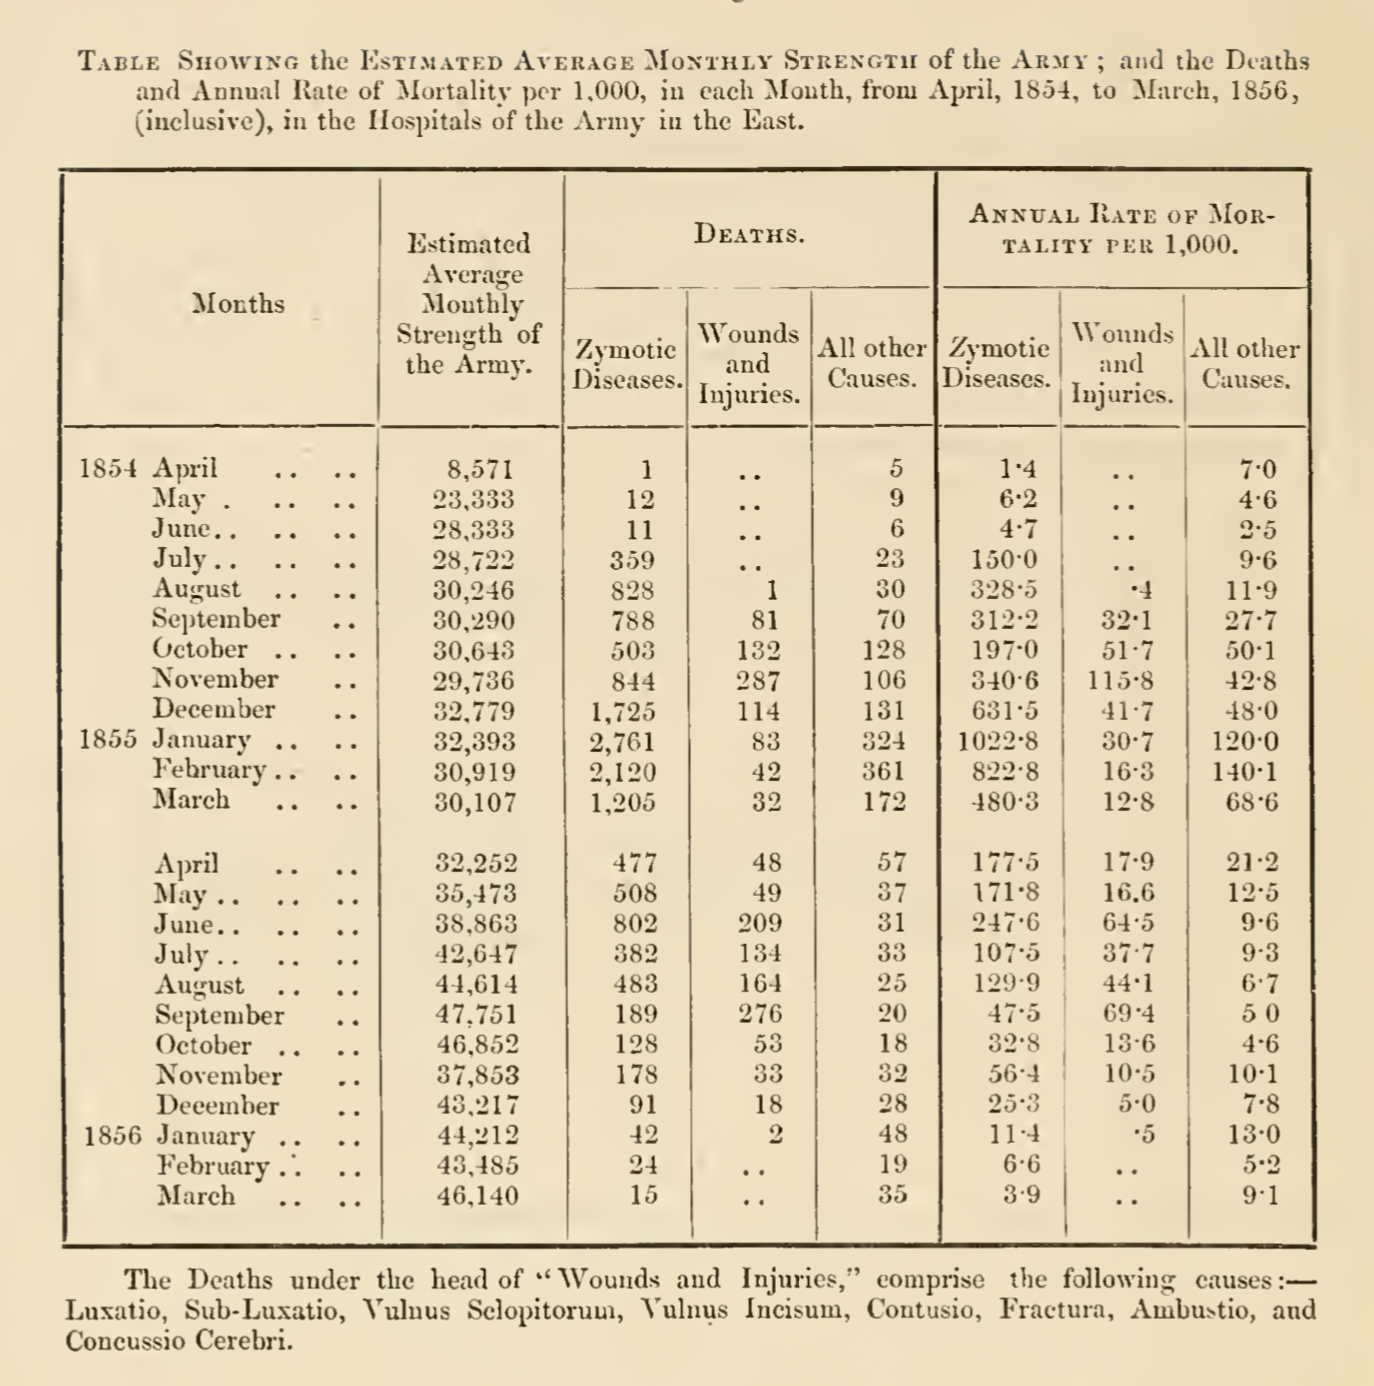 TABLE SHOWING the ESTIMATED AVERAGE MONTHLY STRENGTH of the ARMY; and the Deaths
and Annual Rate of Mortality per 1,000, in each Month, from April, 1854, to March, 1856,
(inclusive), in the Hospitals of the Army in the East.
Months
Estimated
Average
Monthly
Strength of
the Army.
DEATHS.
ANNUAL RATE OF MOR-
TALITY PER 1,000.
Zymotic
Diseases.
Wounds
and
Injuries.
All other
Causes.
Zymotic
Diseases.
Wounds
and
Injuries.
All other
Causes.
1854 April .. .. 8,571 1 .. 5 1·4 .. 7·0
May . .. .. 23,333 12 .. 9 6·2 .. 4·6
June.. .. .. 28,333 11 .. 6 4·7 .. 2·5
July.. .. .. 28,722 359 .. 23 150·0 .. 9·6
August .. .. 30,246 828 1 30 328·5 ·4 11·9
September .. 30,290 788 81 70 312·2 32·1 27·7
October .. .. 30,643 503 132 128 197·0 51·7 50·1
November .. 29,736 844 287 106 340·6 115·8 42·8
December .. 32,779 1,725 114 131 631·5 41·7 48·0
1855 January .. .. 32,393 2,761 83 324 1022·8 30·7 120·0
February.. .. 30,919 2,120 42 361 822·8 16·3 140·1
March .. .. 30,107 1,205 32 172 480·3 12·8 68·6
April .. .. 32,252 477 48 57 177·5 17·9 21·2
May.. .. .. 35,473 508 49 37 171·8 16.6 12·5
June.. .. .. 38,863 802 209 31 247·6 64·5 9·6
July.. .. .. 42,647 382 134 33 107·5 37·7 9·3
August .. .. 44,614 483 164 25 129·9 44·1 6·7
September .. 47,751 189 276 20 47·5 69·4 5 0
October .. .. 46,852 128 53 18 32·8 13·6 4·6
November .. 37,853 178 33 32 56·4 10·5 10·1
December .. 43,217 91 18 28 25·3 5·0 7·8
1856 January .. .. 44,212 42 2 48 11·4 ·5 13·0
February.. .. 43,485 24 .. 19 6·6 .. 5·2
March .. .. 46,140 15 .. 35 3·9 .. 9·1
The Deaths under the head of “Wounds and Injuries,” comprise the following causes:—
Luxatio, Sub-Luxatio, Vulnus Sclopitorum, Vulnus Incisum, Contusio, Fractura, Ambustio, and
Concussio Cerebri.